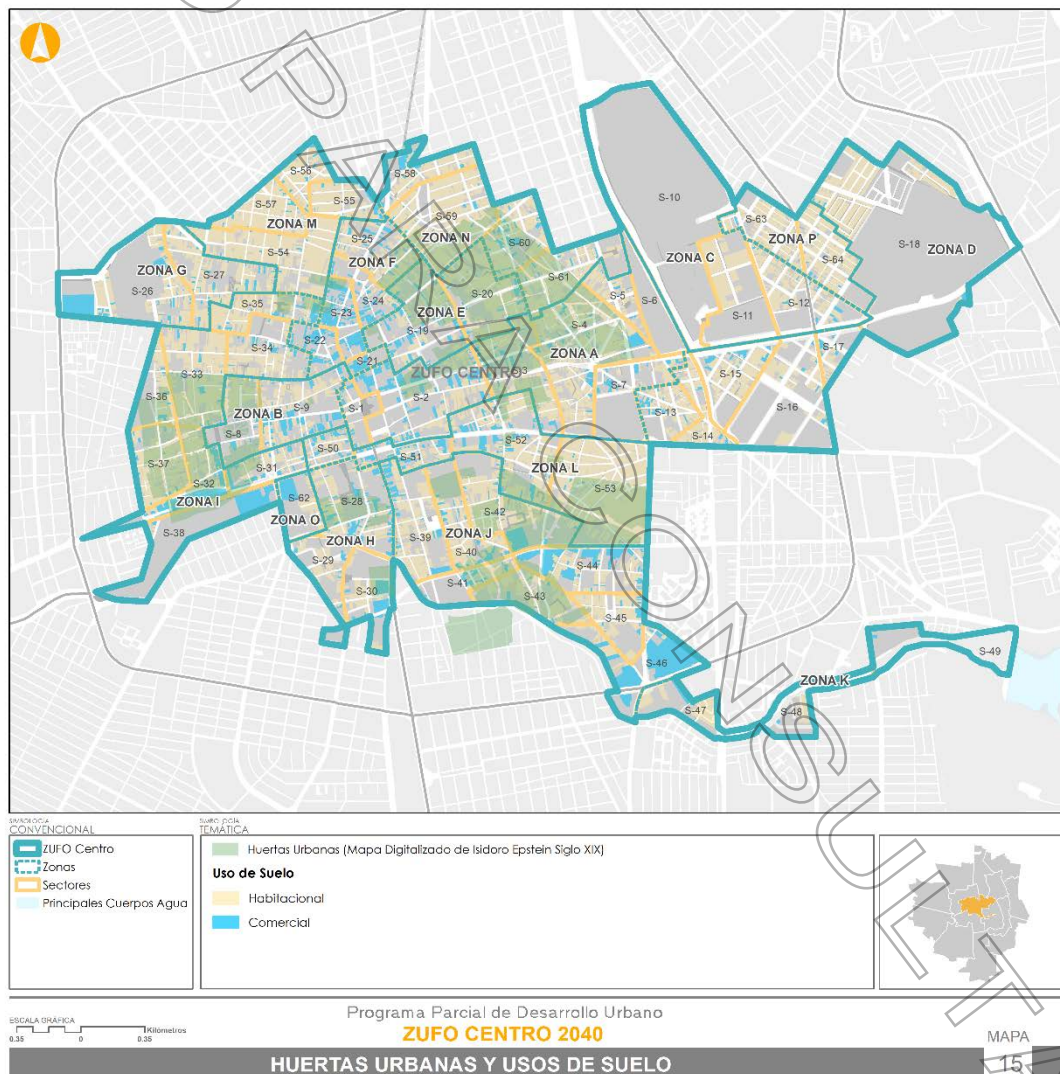 S-58
S-56
S-55
S-57
S-59
ZONA M
S-25
ZONA N
S-54
ZONA F
S-60
S-10
S-63
ZONA P
S-18
ZONA D
S-64
ZONA C
ZONA G
S-27
S-26
S-61
S-20
S-24
S-5
S-6
S-35
S-23
ZONA E
S-12
S-11
S-19
S-4
S-22
S-34
S-21
ZONA A
S-17
ZUFO CENTRO
S-33
S-15
S-7
S-36
S-2
S-9
S-1
S-16
ZONA B
S-13
S-8
S-14
S-52
S-50
S-51
S-37
S-31
ZONA L
S-32
S-53
ZONA I
S-62
S-28
S-42
S-38
ZONA O
ZONA H
S-39
ZONA J
S-40
S-29
S-44
S-41
S-30
S-43
S-45
S-46
S-49
ZONA K
S-47
S-48
COPIA PARA CONSULTA
SIMBOLOGÍA
CONVENCIONAL
ZUFO Centro
Zonas
Sectores
Principales Cuerpos Agua
SIMBOLOGÍA
TEMÁTICA
Huertas Urbanas (Mapa Digitalizado de Isidoro Epstein Siglo XIX)
Uso de Suelo
Habitacional
Comercial
ESCALA GRÁFICA
0.35 0 0.35 Kilómetros
Programa Parcial de Desarrollo Urbano
ZUFO CENTRO 2040
HUERTAS URBANAS Y USOS DE SUELO
MAPA
15